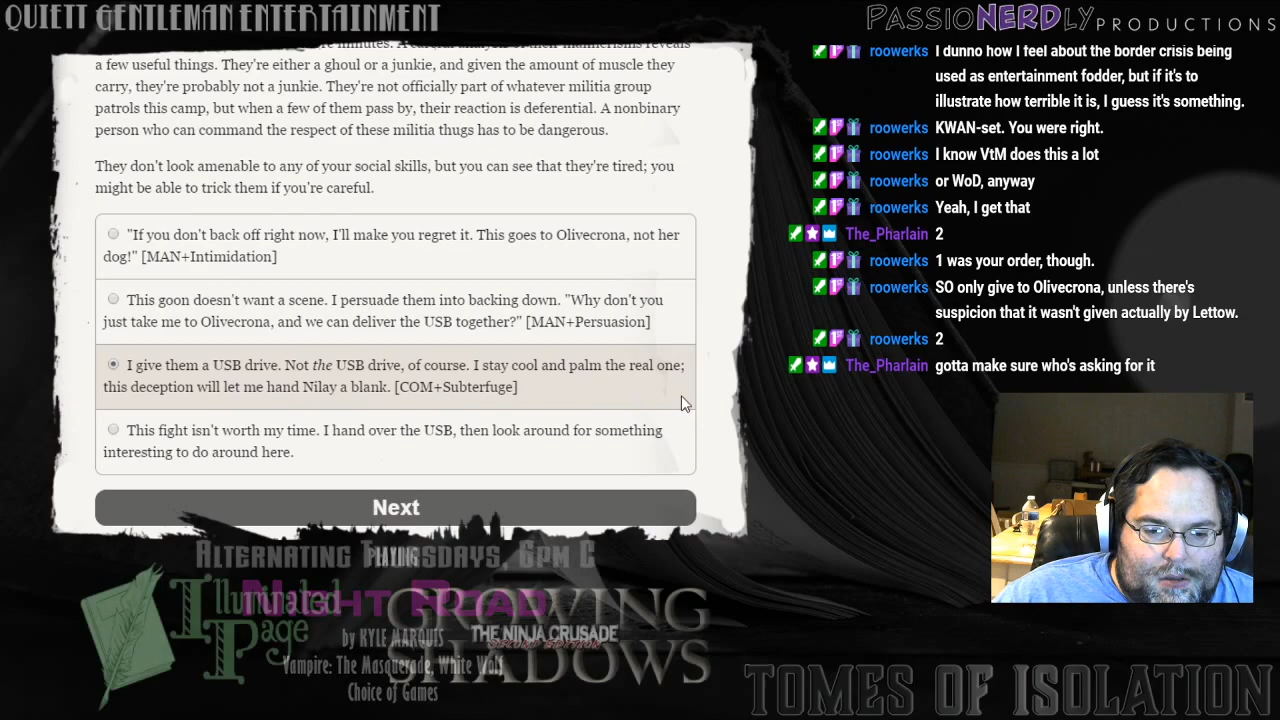 QUIETT GENTLEMAN ENTERTAINMENT
PASSIONERDLY PRODUCTIONS
a few useful things. They're either a ghoul or a junkie, and given the amount of muscle they
carry, they're probably not a junkie. They're not officially part of whatever militia group
patrols this camp, but when a few of them pass by, their reaction is deferential. A nonbinary
person who can command the respect of these militia thugs has to be dangerous.
They don't look amenable to any of your social skills, but you can see that they're tired; you
might be able to trick them if you're careful.
"If you don't back off right now, I'll make you regret it. This goes to Olivecrona, not her
dog!" [MAN+Intimidation]
This goon doesn't want a scene. I persuade them into backing down. "Why don't you
just take me to Olivecrona, and we can deliver the USB together?" [MAN+Persuasion]
I give them a USB drive. Not the USB drive, of course. I stay cool and palm the real one;
this deception will let me hand Nilay a blank. [COM+Subterfuge]
This fight isn't worth my time. I hand over the USB, then look around for something
interesting to do around here.
Next
roowerks I dunno how I feel about the border crisis being
used as entertainment fodder, but if it's to
illustrate how terrible it is, I guess it's something.
roowerks KWAN-set. You were right.
roowerks I know VtM does this a lot
roowerks or WoD, anyway
roowerks Yeah, I get that
The_Pharlain 2
roowerks 1 was your order, though.
roowerks SO only give to Olivecrona, unless there's
suspicion that it wasn't given actually by Lettow.
roowerks 2
The_Pharlain gotta make sure who's asking for it
ALTERNATING TUESDAYS, 6PM C
PLAYING
ILLUMINATED PAGE
NIGHT ROAD
GROWING SHADOWS
THE NINJA CRUSADE
SECOND EDITION
by KYLE MARQUIS
Vampire: The Masquerade, White Wolf
Choice of Games
TOMES OF ISOLATION